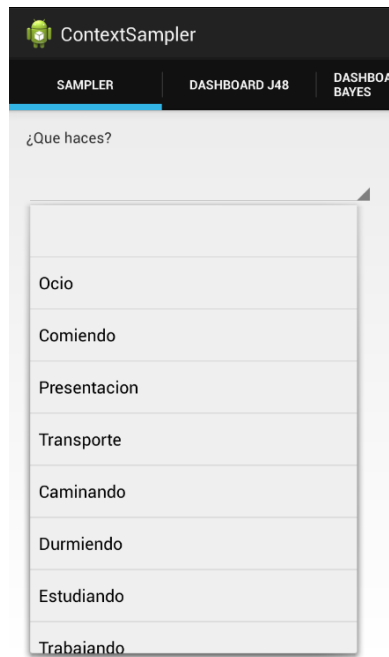 ContextSampler
SAMPLER
DASHBOARD J48
DASHBOA
BAYES
¿Que haces?
Ocio
Comiendo
Presentacion
Transporte
Caminando
Durmiendo
Estudiando
Trabajando